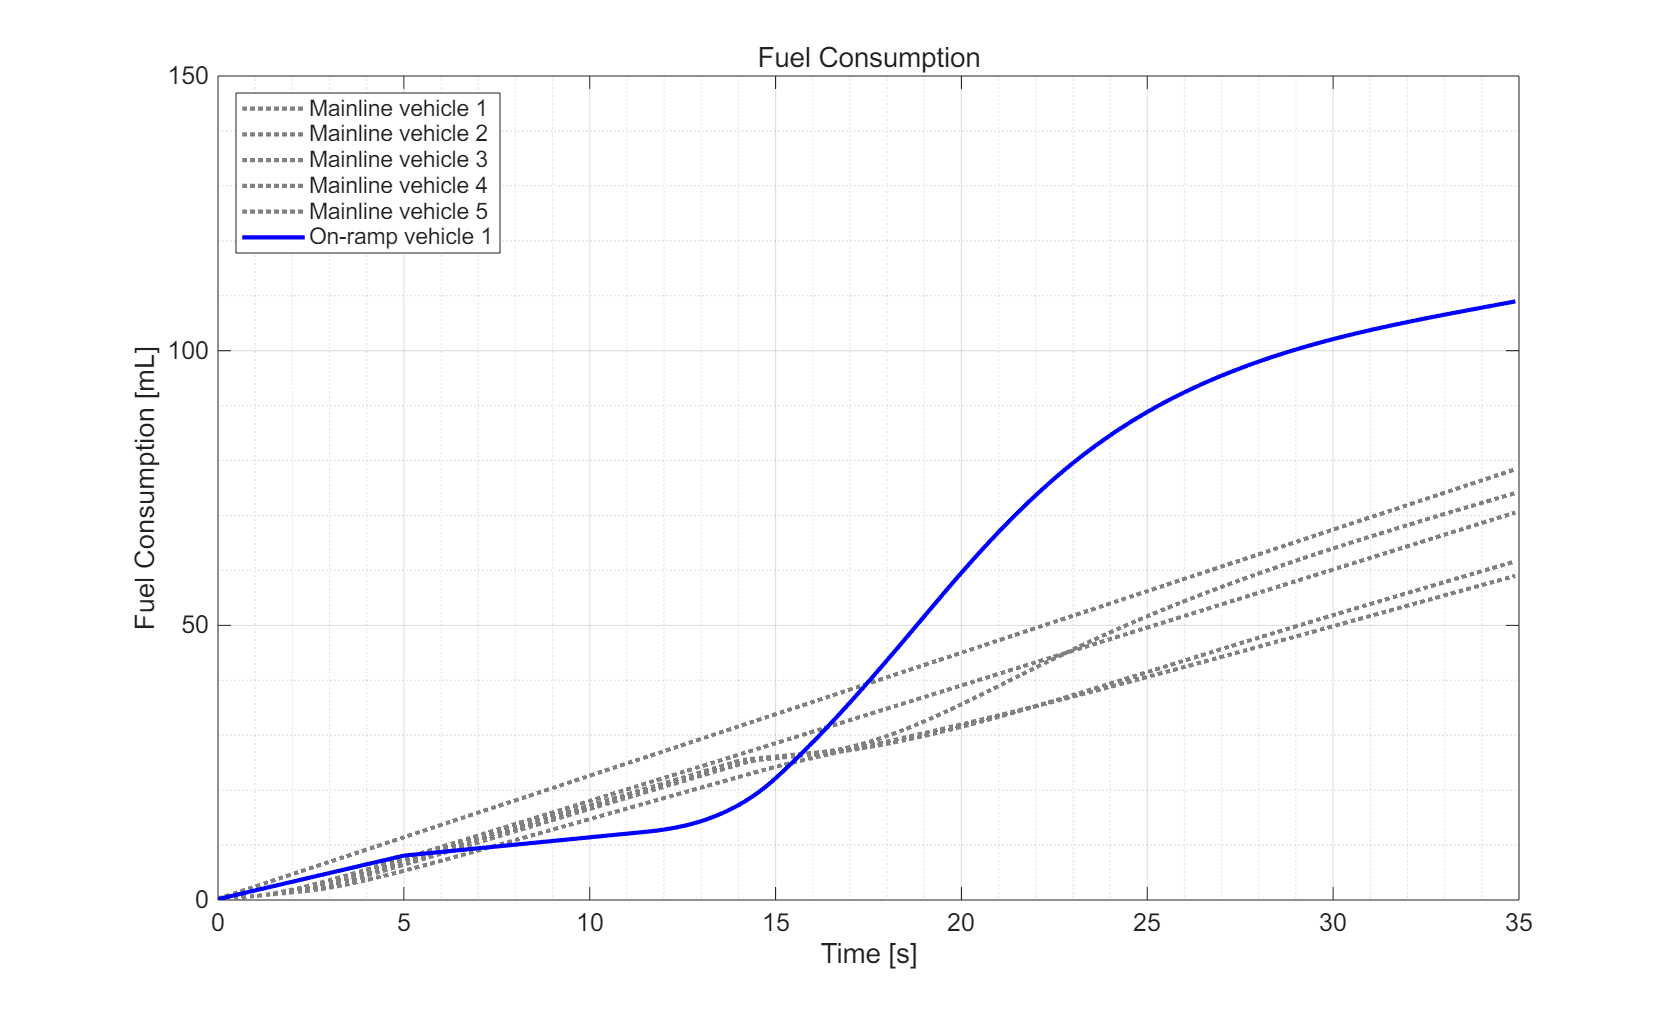 Fuel Consumption
150
100
50
0
Fuel Consumption [mL]
Mainline vehicle 1
Mainline vehicle 2
Mainline vehicle 3
Mainline vehicle 4
Mainline vehicle 5
On-ramp vehicle 1
0 5 10 15 20 25 30 35
Time [s]